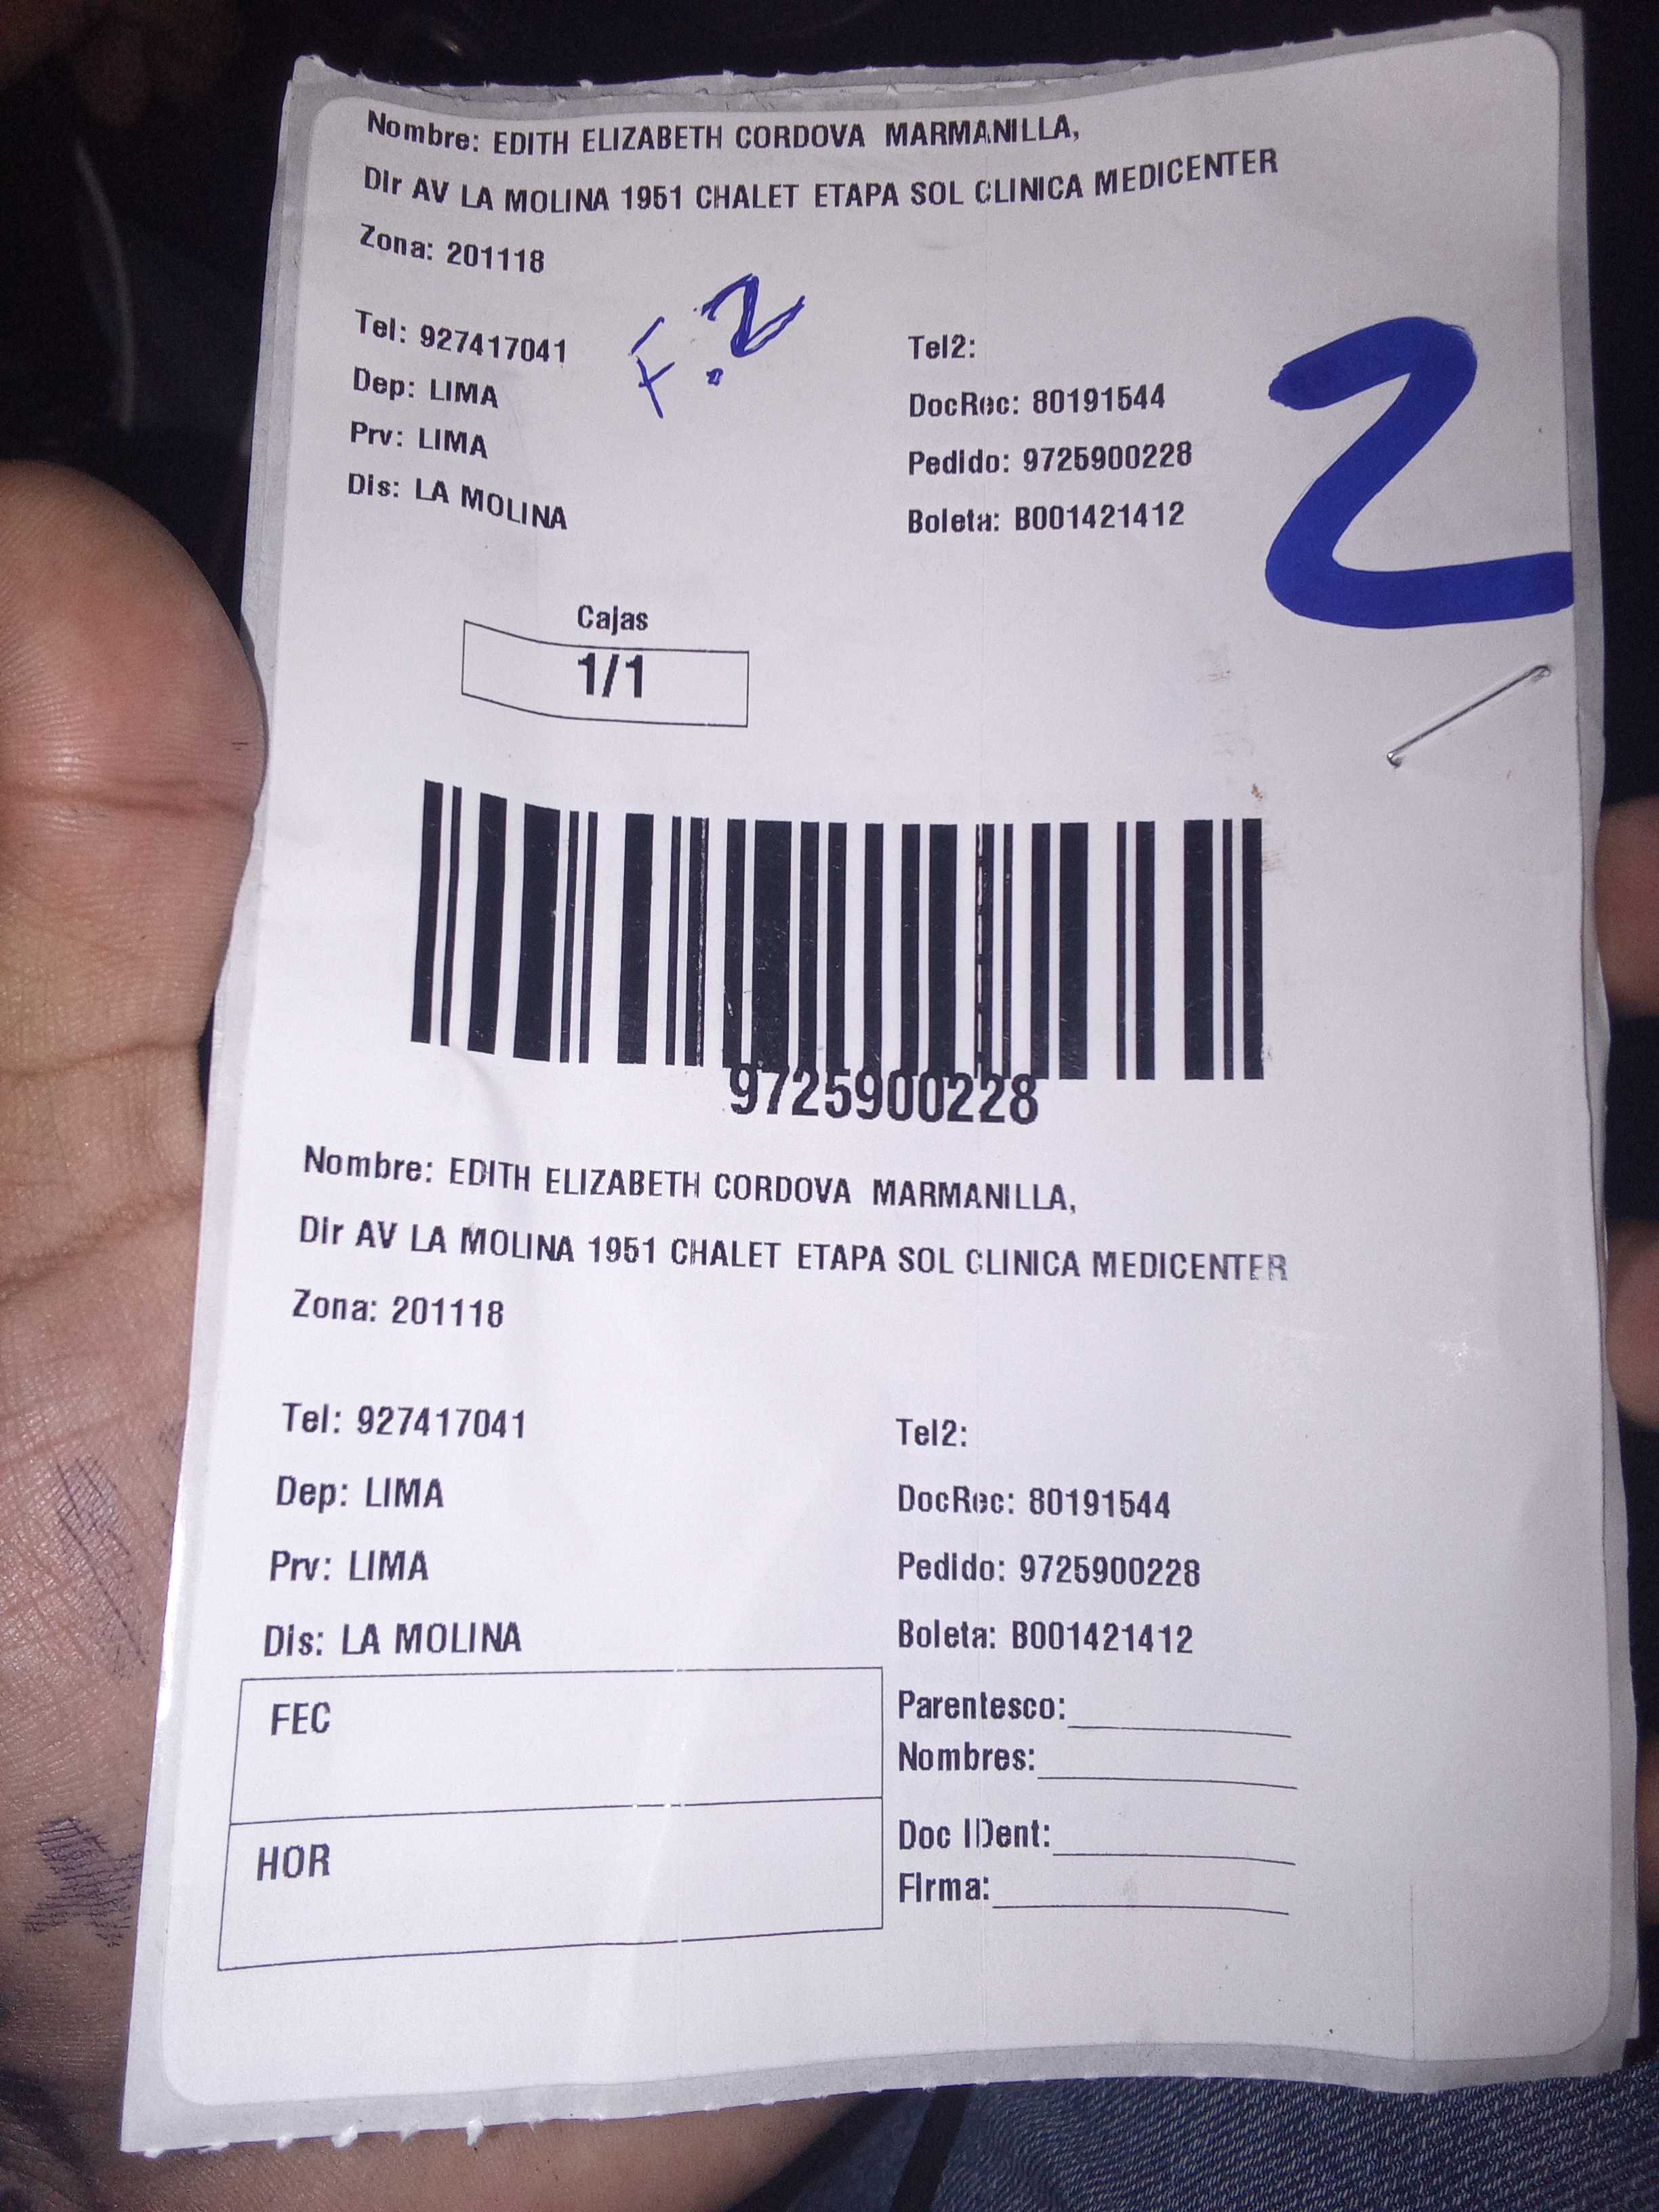 Nombre: EDITH ELIZABETH CORDOVA MARMANILLA,
Dir AV LA MOLINA 1951 CHALET ETAPA SOL CLINICA MEDICENTER
Zona: 201118
F.2
2
Tel: 927417041 Tel2:
Dep: LIMA DocRec: 80191544
Prv: LIMA Pedido: 9725900228
Dis: LA MOLINA Boleta: B001421412
Cajas
1/1
9725900228
Nombre: EDITH ELIZABETH CORDOVA MARMANILLA,
Dir AV LA MOLINA 1951 CHALET ETAPA SOL CLINICA MEDICENTER
Zona: 201118
Tel: 927417041 Tel2:
Dep: LIMA DocRec: 80191544
Prv: LIMA Pedido: 9725900228
Dis: LA MOLINA Boleta: B001421412
FEC
HOR
Parentesco:
Nombres:
Doc IDent:
Firma: